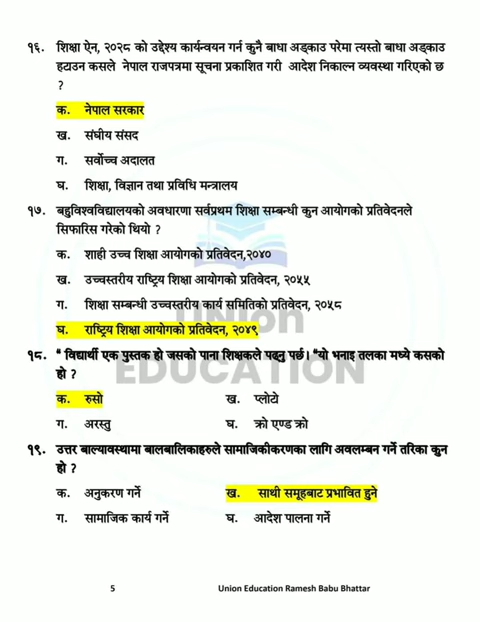 १६. शिक्षा ऐन, २०२८ को उद्देश्य कार्यन्वयन गर्न कुनै बाधा अड्काउ परेमा त्यस्तो बाधा अड्काउ
हटाउन कसले नेपाल राजपत्रमा सूचना प्रकाशित गरी आदेश निकाल्न व्यवस्था गरिएको छ
?
क. नेपाल सरकार
ख. संघीय संसद
ग. सर्वोच्च अदालत
घ. शिक्षा, विज्ञान तथा प्रविधि मन्त्रालय
१७. बहुविश्वविद्यालयको अवधारणा सर्वप्रथम शिक्षा सम्बन्धी कुन आयोगको प्रतिवेदनले
सिफारिस गरेको थियो ?
क. शाही उच्च शिक्षा आयोगको प्रतिवेदन,२०४०
ख. उच्चस्तरीय राष्ट्रिय शिक्षा आयोगको प्रतिवेदन, २०५५
ग. शिक्षा सम्बन्धी उच्चस्तरीय कार्य समितिको प्रतिवेदन, २०५८
घ. राष्ट्रिय शिक्षा आयोगको प्रतिवेदन, २०४९
Union
EDUCATION
१८. " विद्यार्थी एक पुस्तक हो जसको पाना शिक्षकले पढ्नु पर्छ। "यो भनाइ तलका मध्ये कसको
हो ?
क. रुसो ख. प्लोटो
ग. अरस्तु घ. क्रो एण्ड क्रो
१९. उत्तर बाल्यावस्थामा बालबालिकाहरुले सामाजिकीकरणका लागि अवलम्बन गर्ने तरिका कुन
हो ?
क. अनुकरण गर्ने ख. साथी समूहबाट प्रभावित हुने
ग. सामाजिक कार्य गर्ने घ. आदेश पालना गर्ने
5 Union Education Ramesh Babu Bhattar